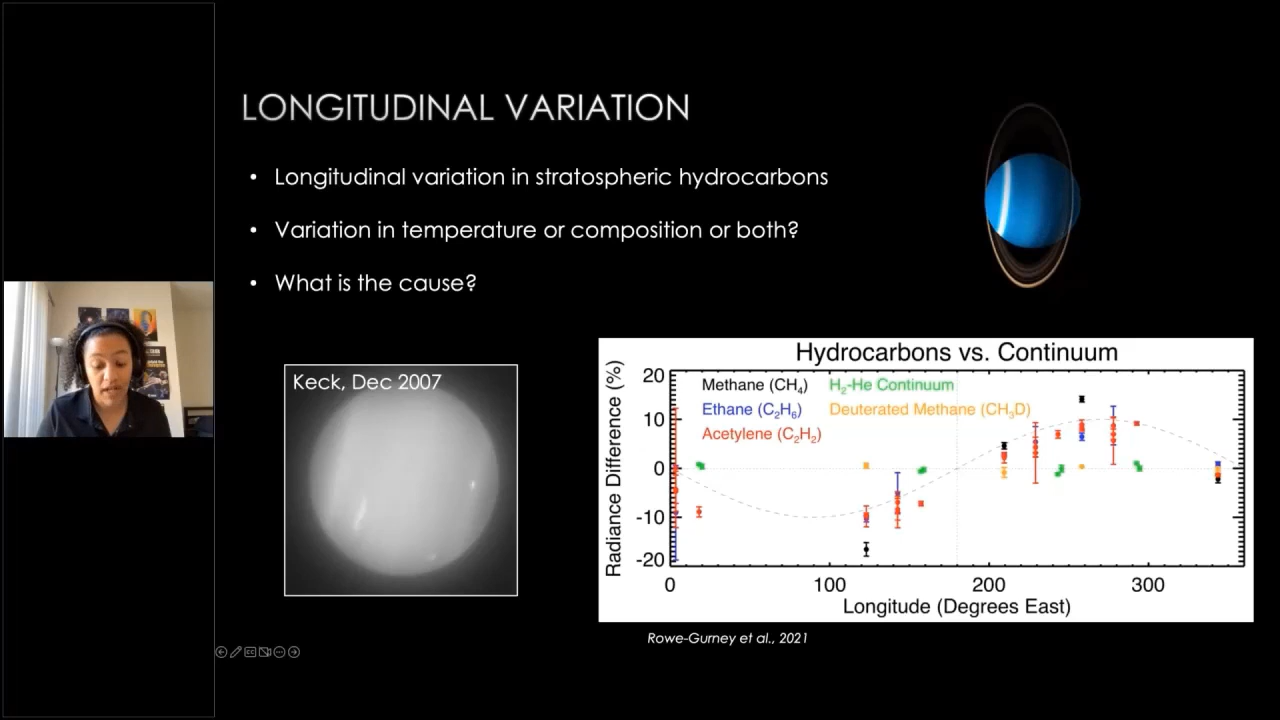 LONGITUDINAL VARIATION
• Longitudinal variation in stratospheric hydrocarbons
• Variation in temperature or composition or both?
• What is the cause?
Keck, Dec 2007
Hydrocarbons vs. Continuum
Radiance Difference (%)
20
10
0
-10
-20
Methane (CH₄)
H₂-He Continuum
Ethane (C₂H₆)
Deuterated Methane (CH₃D)
Acetylene (C₂H₂)
0 100 200 300
Longitude (Degrees East)
Rowe-Gurney et al., 2021